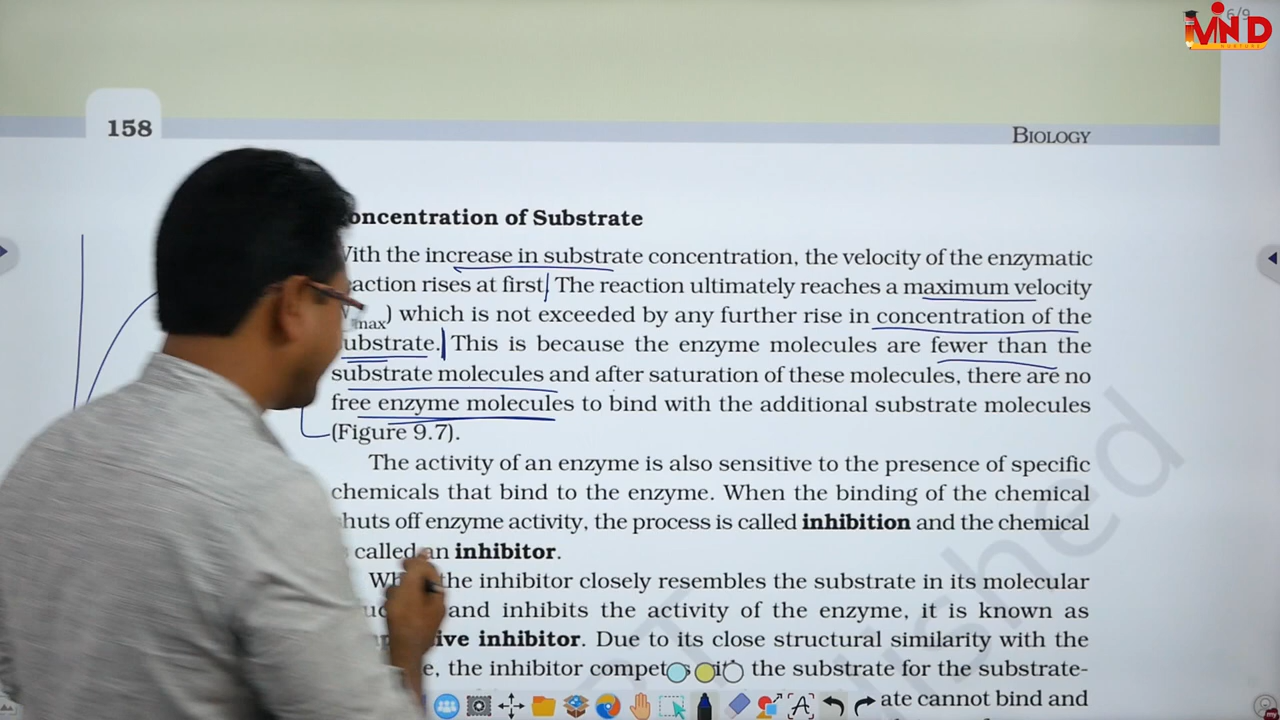 6/9
MIND
NURTURE
158
BIOLOGY
oncentration of Substrate
With the increase in substrate concentration, the velocity of the enzymatic
eaction rises at first. The reaction ultimately reaches a maximum velocity
max) which is not exceeded by any further rise in concentration of the
ubstrate. This is because the enzyme molecules are fewer than the
substrate molecules and after saturation of these molecules, there are no
free enzyme molecules to bind with the additional substrate molecules
(Figure 9.7).
The activity of an enzyme is also sensitive to the presence of specific
chemicals that bind to the enzyme. When the binding of the chemical
huts off enzyme activity, the process is called inhibition and the chemical
called an inhibitor.
the inhibitor closely resembles the substrate in its molecular
and inhibits the activity of the enzyme, it is known as
ive inhibitor. Due to its close structural similarity with the
e, the inhibitor competes with the substrate for the substrate-
ate cannot bind and